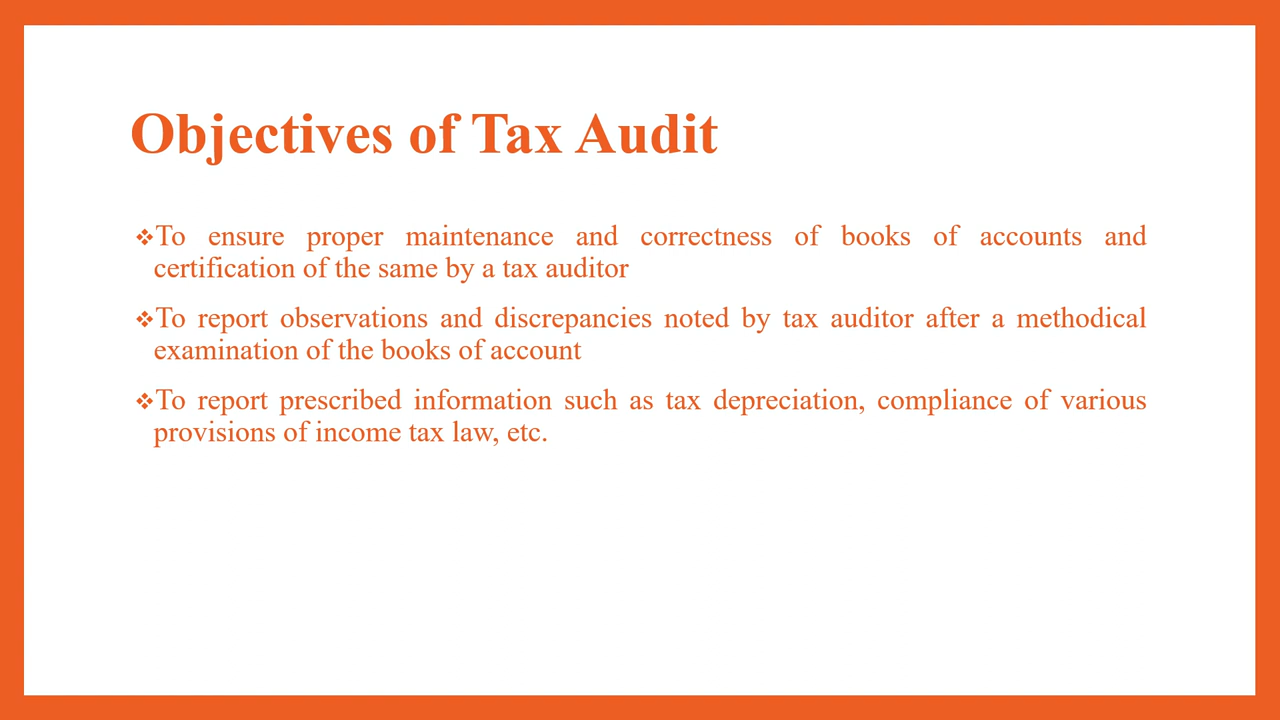 Objectives of Tax Audit
❖To ensure proper maintenance and correctness of books of accounts and
certification of the same by a tax auditor
❖To report observations and discrepancies noted by tax auditor after a methodical
examination of the books of account
❖To report prescribed information such as tax depreciation, compliance of various
provisions of income tax law, etc.